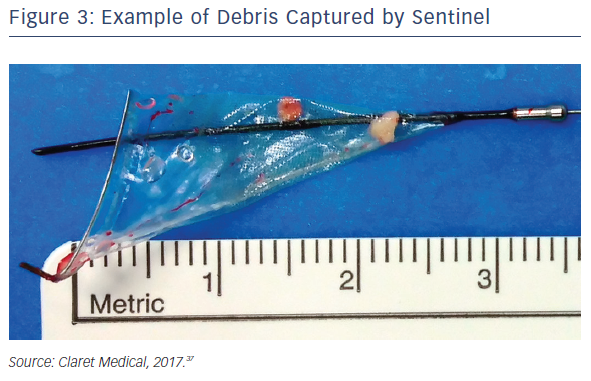 Figure 3: Example of Debris Captured by Sentinel
1 2 3
Metric
Source: Claret Medical, 2017.37